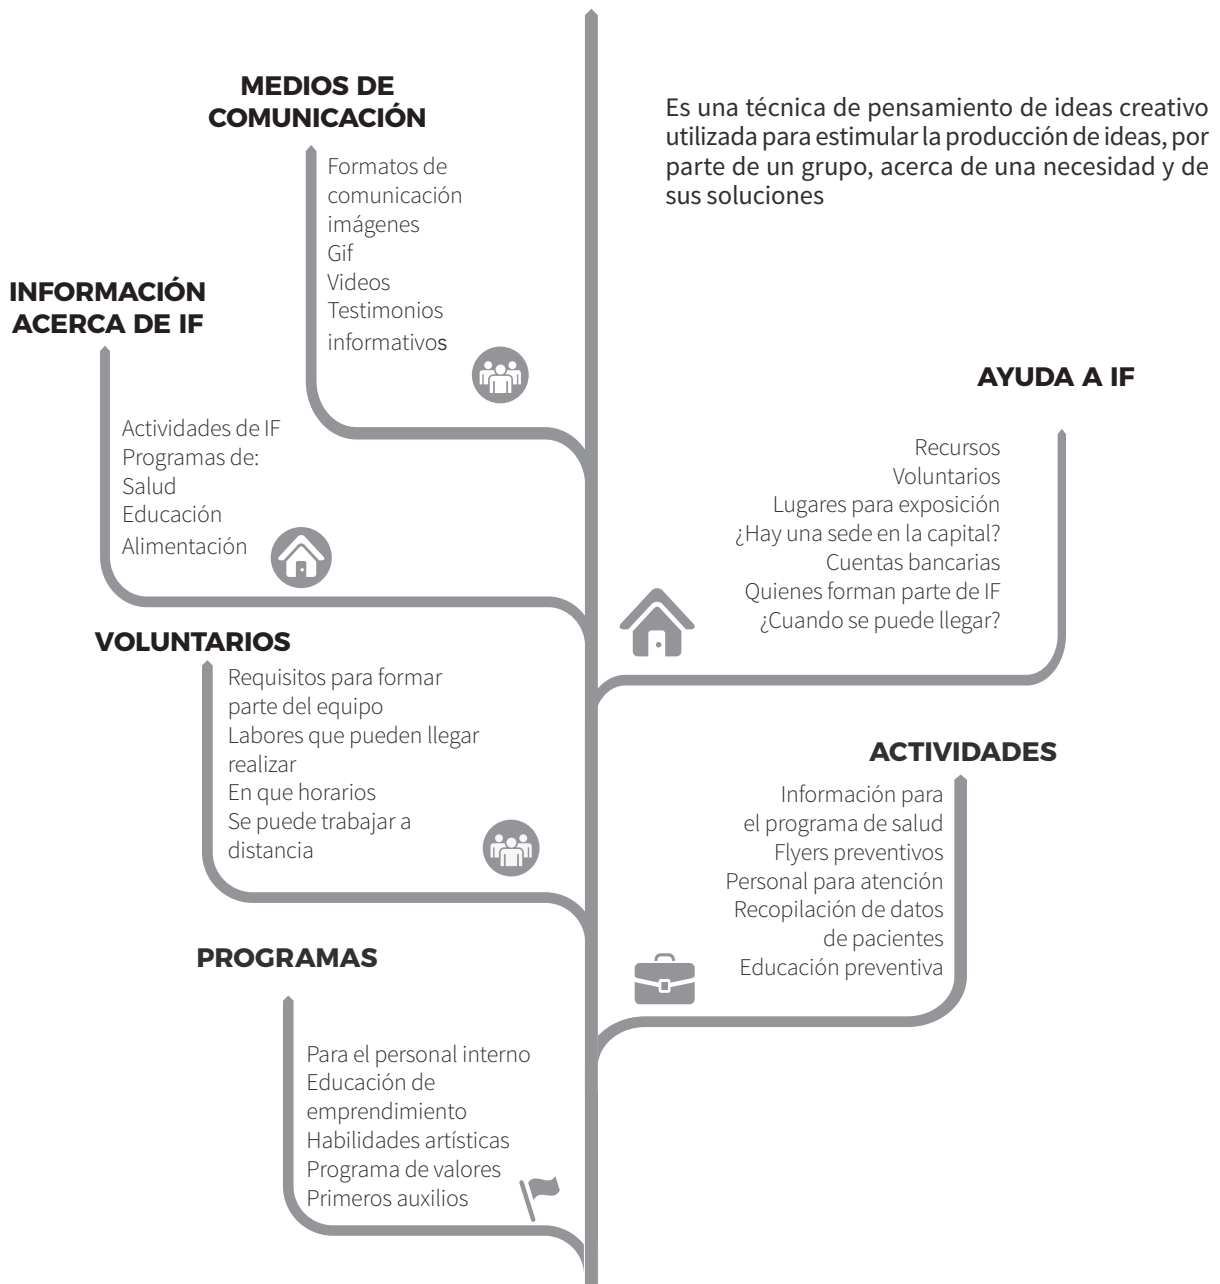 MEDIOS DE
COMUNICACIÓN
Formatos de
comunicación
imágenes
Gif
Videos
Testimonios
informativos
Es una técnica de pensamiento de ideas creativo
utilizada para estimular la producción de ideas, por
parte de un grupo, acerca de una necesidad y de
sus soluciones
INFORMACIÓN
ACERCA DE IF
Actividades de IF
Programas de:
Salud
Educación
Alimentación
AYUDA A IF
Recursos
Voluntarios
Lugares para exposición
¿Hay una sede en la capital?
Cuentas bancarias
Quienes forman parte de IF
¿Cuando se puede llegar?
VOLUNTARIOS
Requisitos para formar
parte del equipo
Labores que pueden llegar
realizar
En que horarios
Se puede trabajar a
distancia
ACTIVIDADES
Información para
el programa de salud
Flyers preventivos
Personal para atención
Recopilación de datos
de pacientes
Educación preventiva
PROGRAMAS
Para el personal interno
Educación de
emprendimiento
Habilidades artísticas
Programa de valores
Primeros auxilios